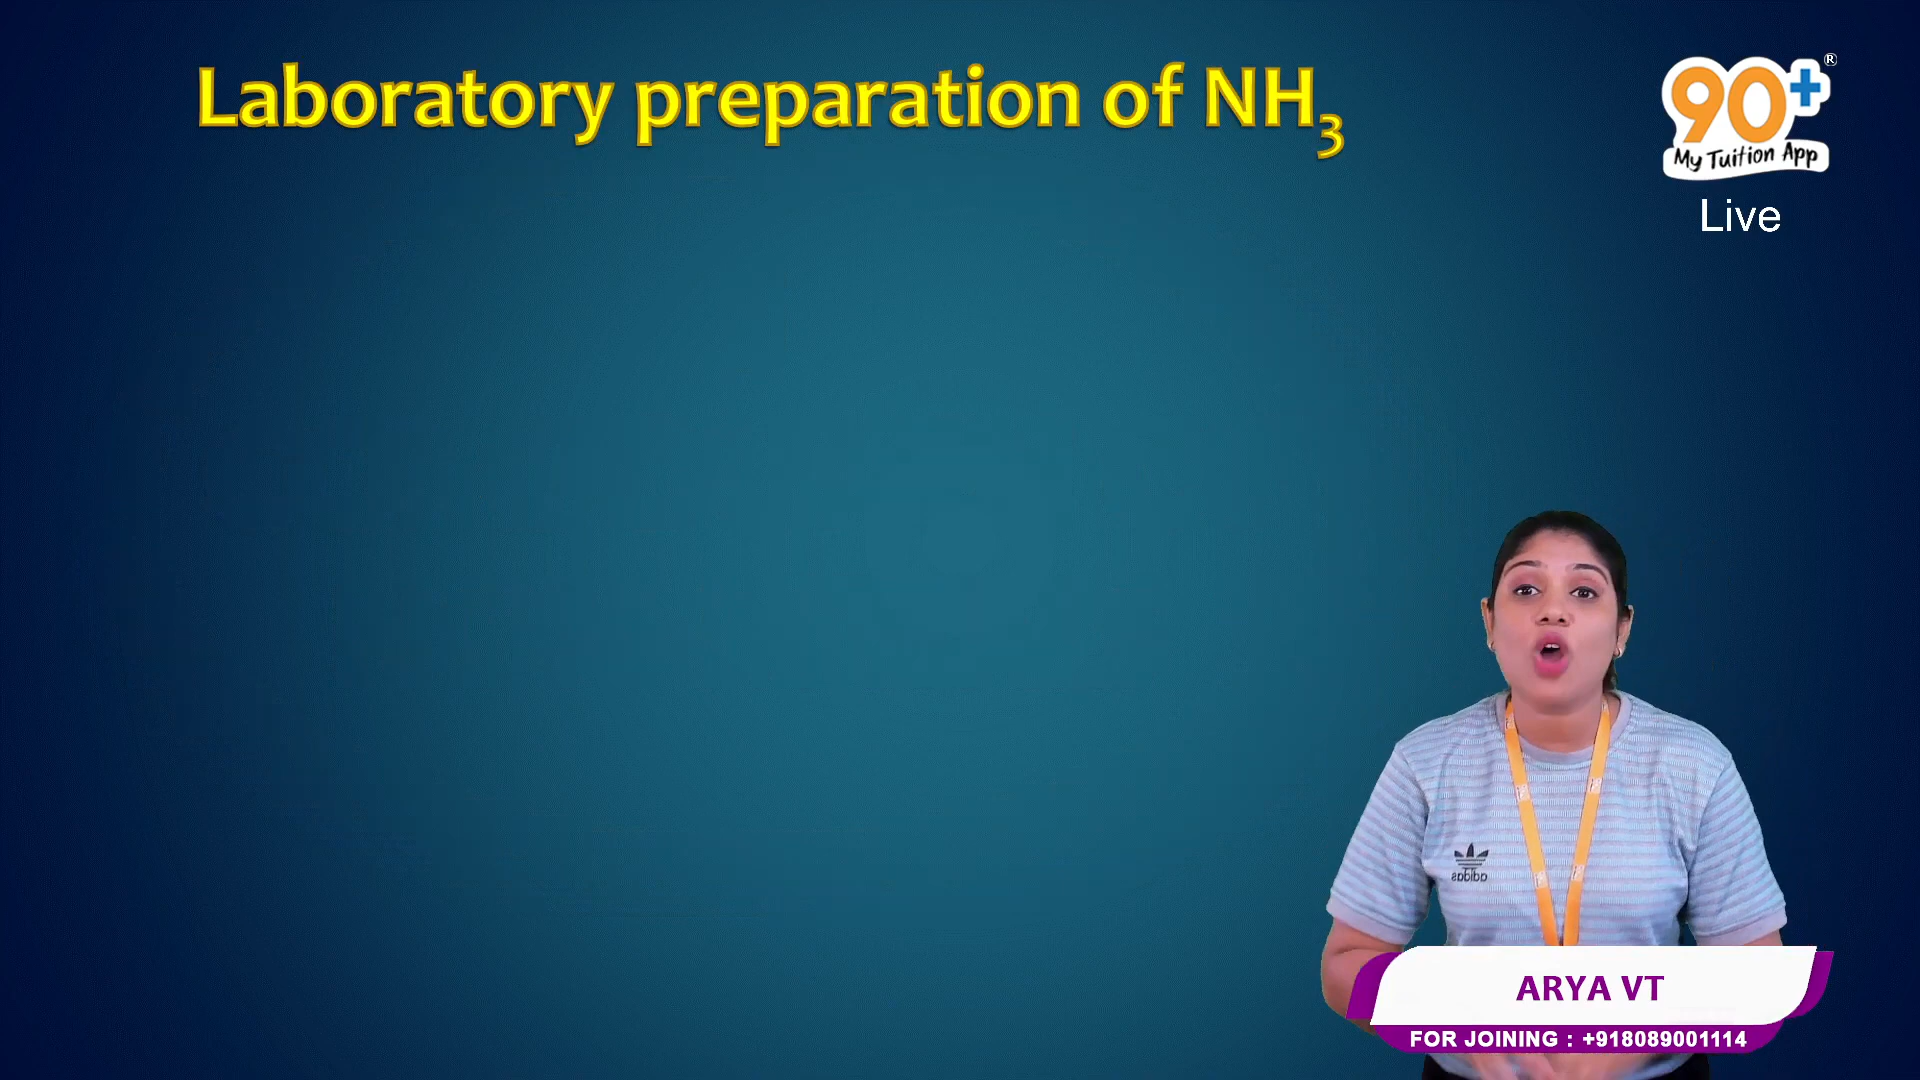 Laboratory preparation of NH₃
90+®
My Tuition App
Live
adidas
ARYA VT
FOR JOINING : +918089001114